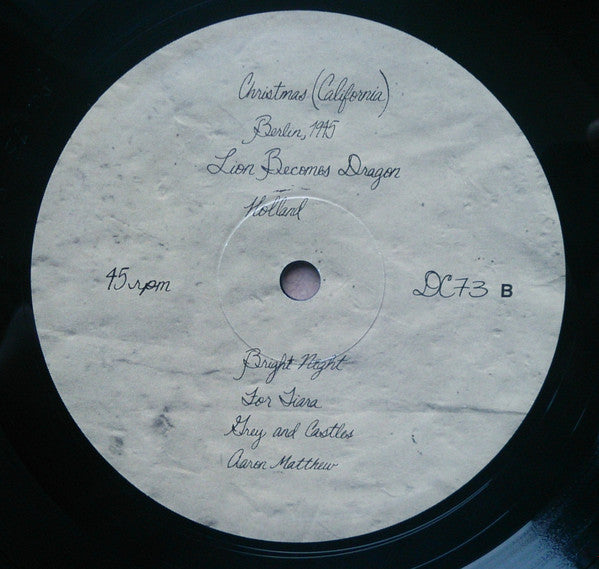 Christmas (California)
Berlin, 1945
Lion Becomes Dragon
Holland
45 rpm
DC73 B
Bright Night
For Tiara
Grey and Castles
Aaron Matthew